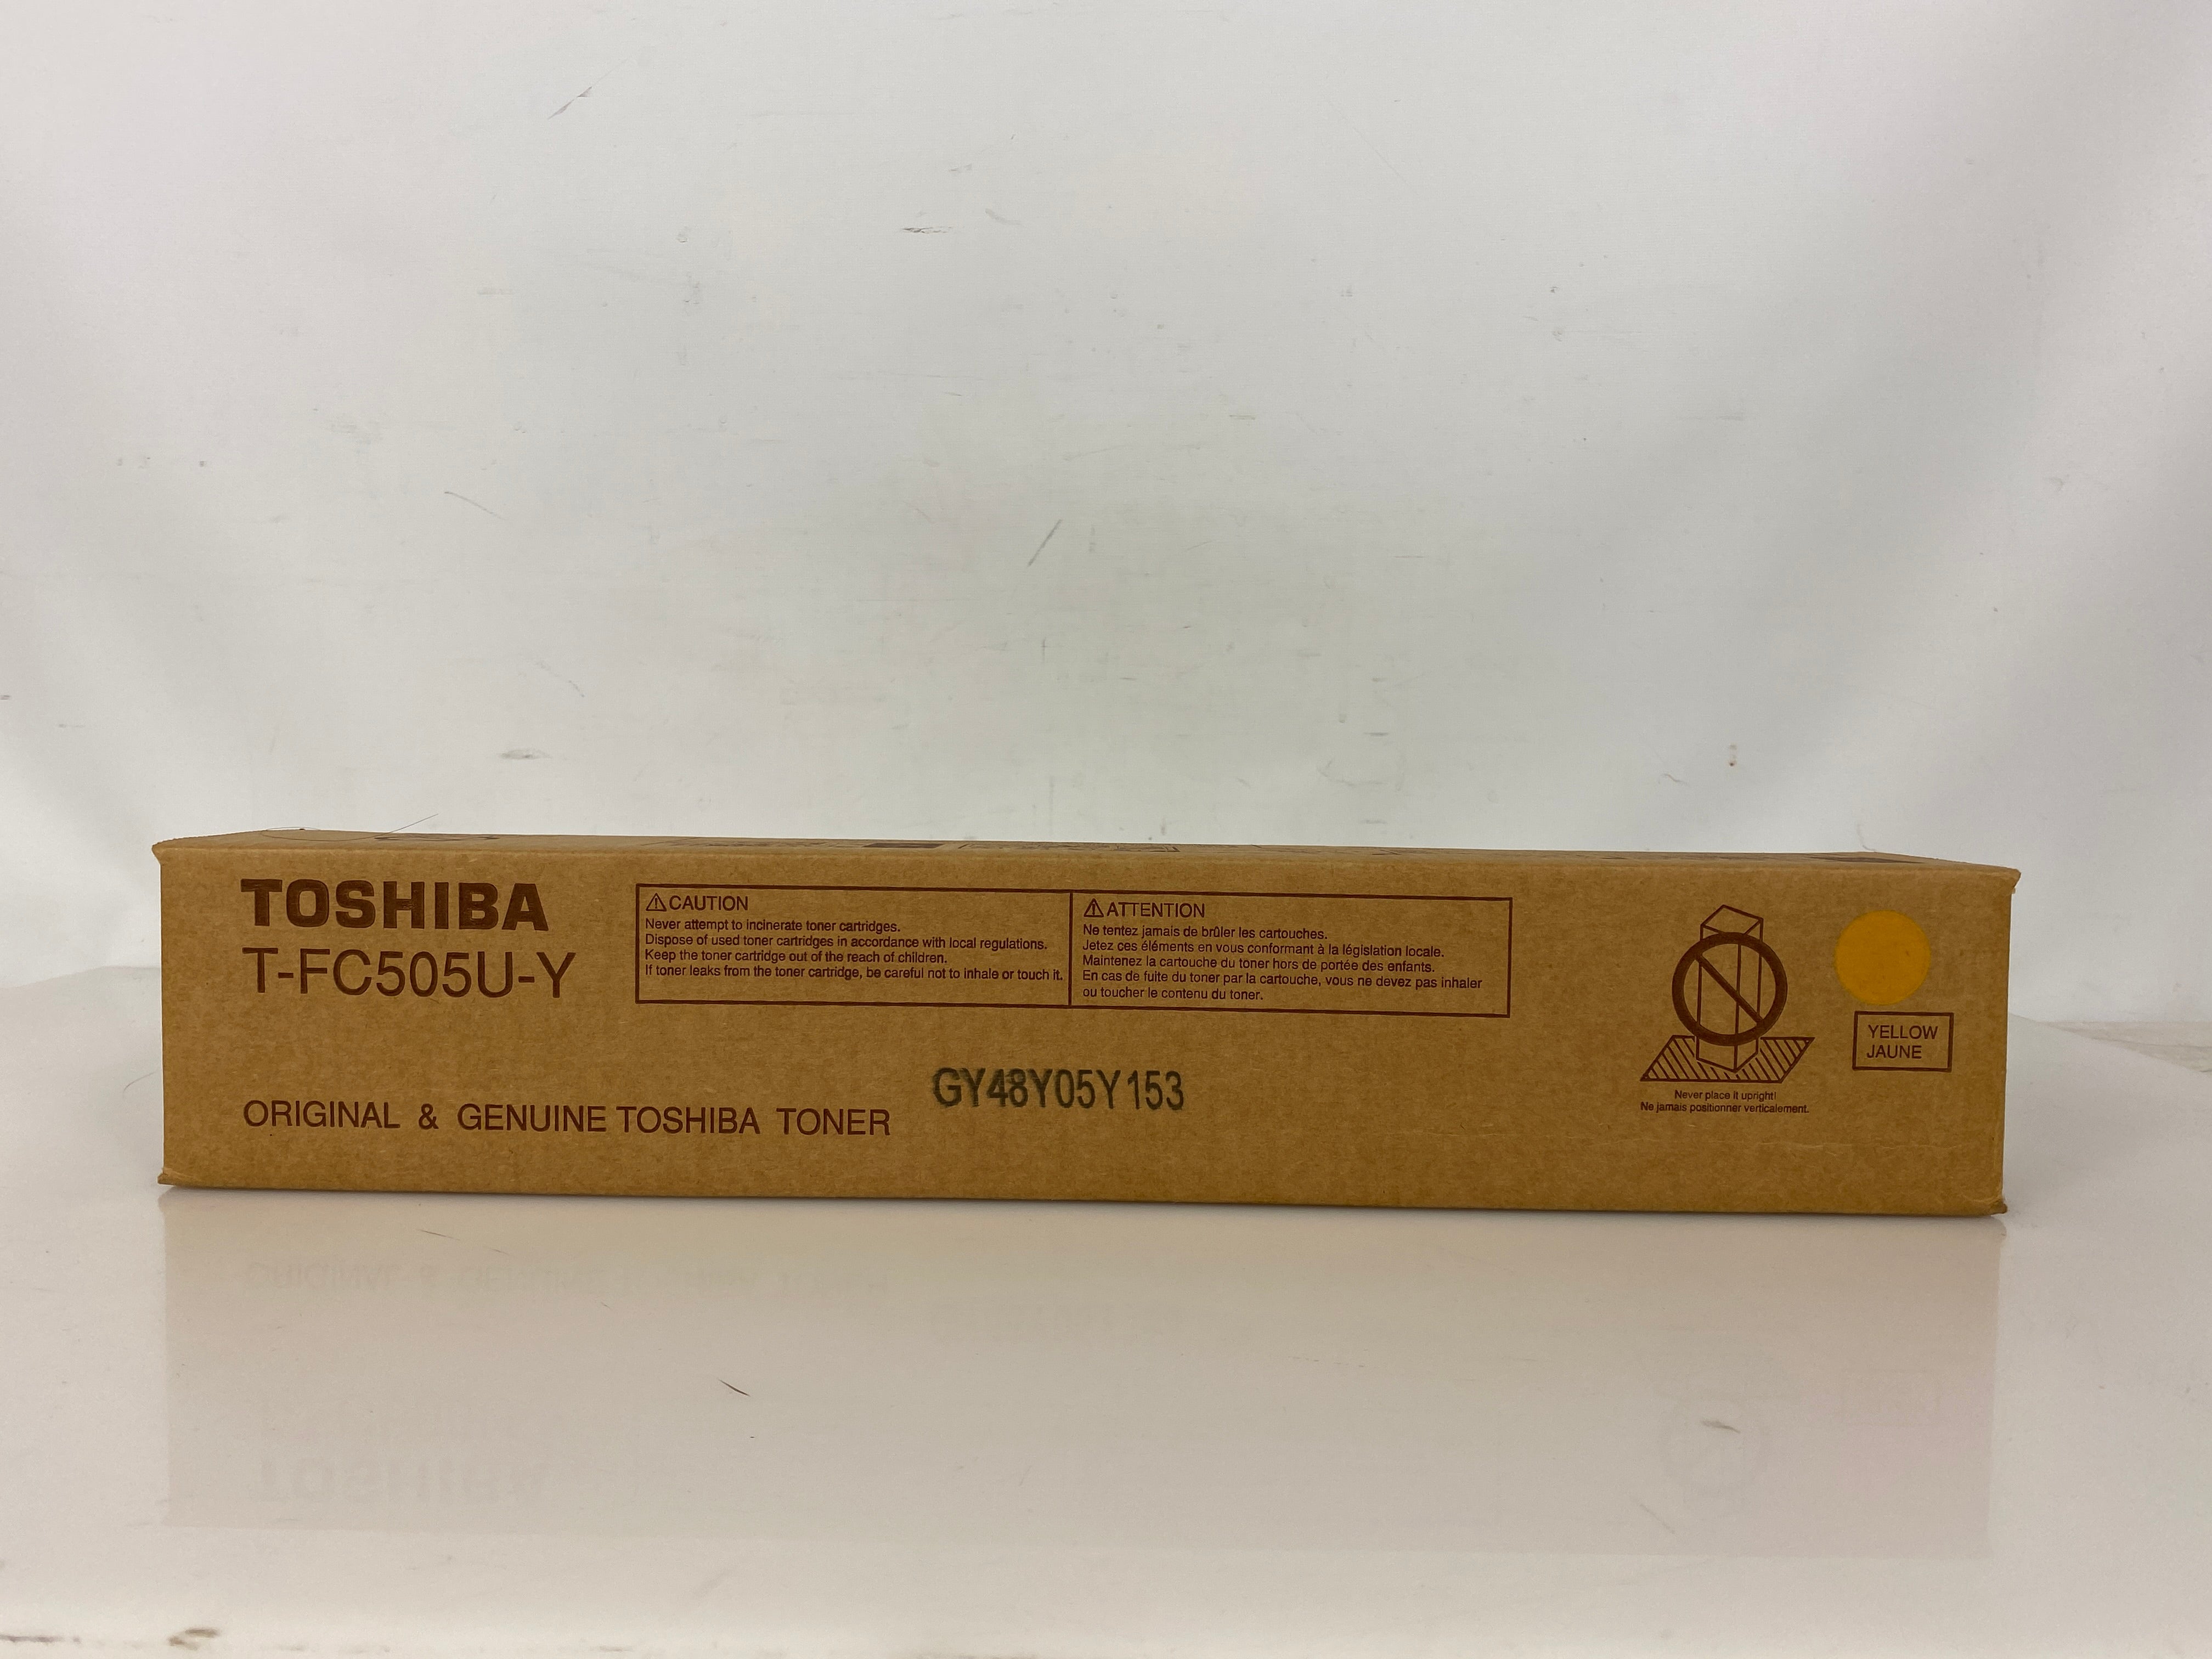 TOSHIBA
T-FC505U-Y
⚠CAUTION
Never attempt to incinerate toner cartridges.
Dispose of used toner cartridges in accordance with local regulations.
Keep the toner cartridge out of the reach of children.
If toner leaks from the toner cartridge, be careful not to inhale or touch it.
⚠ATTENTION
Ne tentez jamais de brûler les cartouches.
Jetez ces éléments en vous conformant à la législation locale.
Maintenez la cartouche du toner hors de portée des enfants.
En cas de fuite du toner par la cartouche, vous ne devez pas inhaler
ou toucher le contenu du toner.
YELLOW
JAUNE
Never place it upright!
Ne jamais positionner verticalement.
GY48Y05Y153
ORIGINAL & GENUINE TOSHIBA TONER